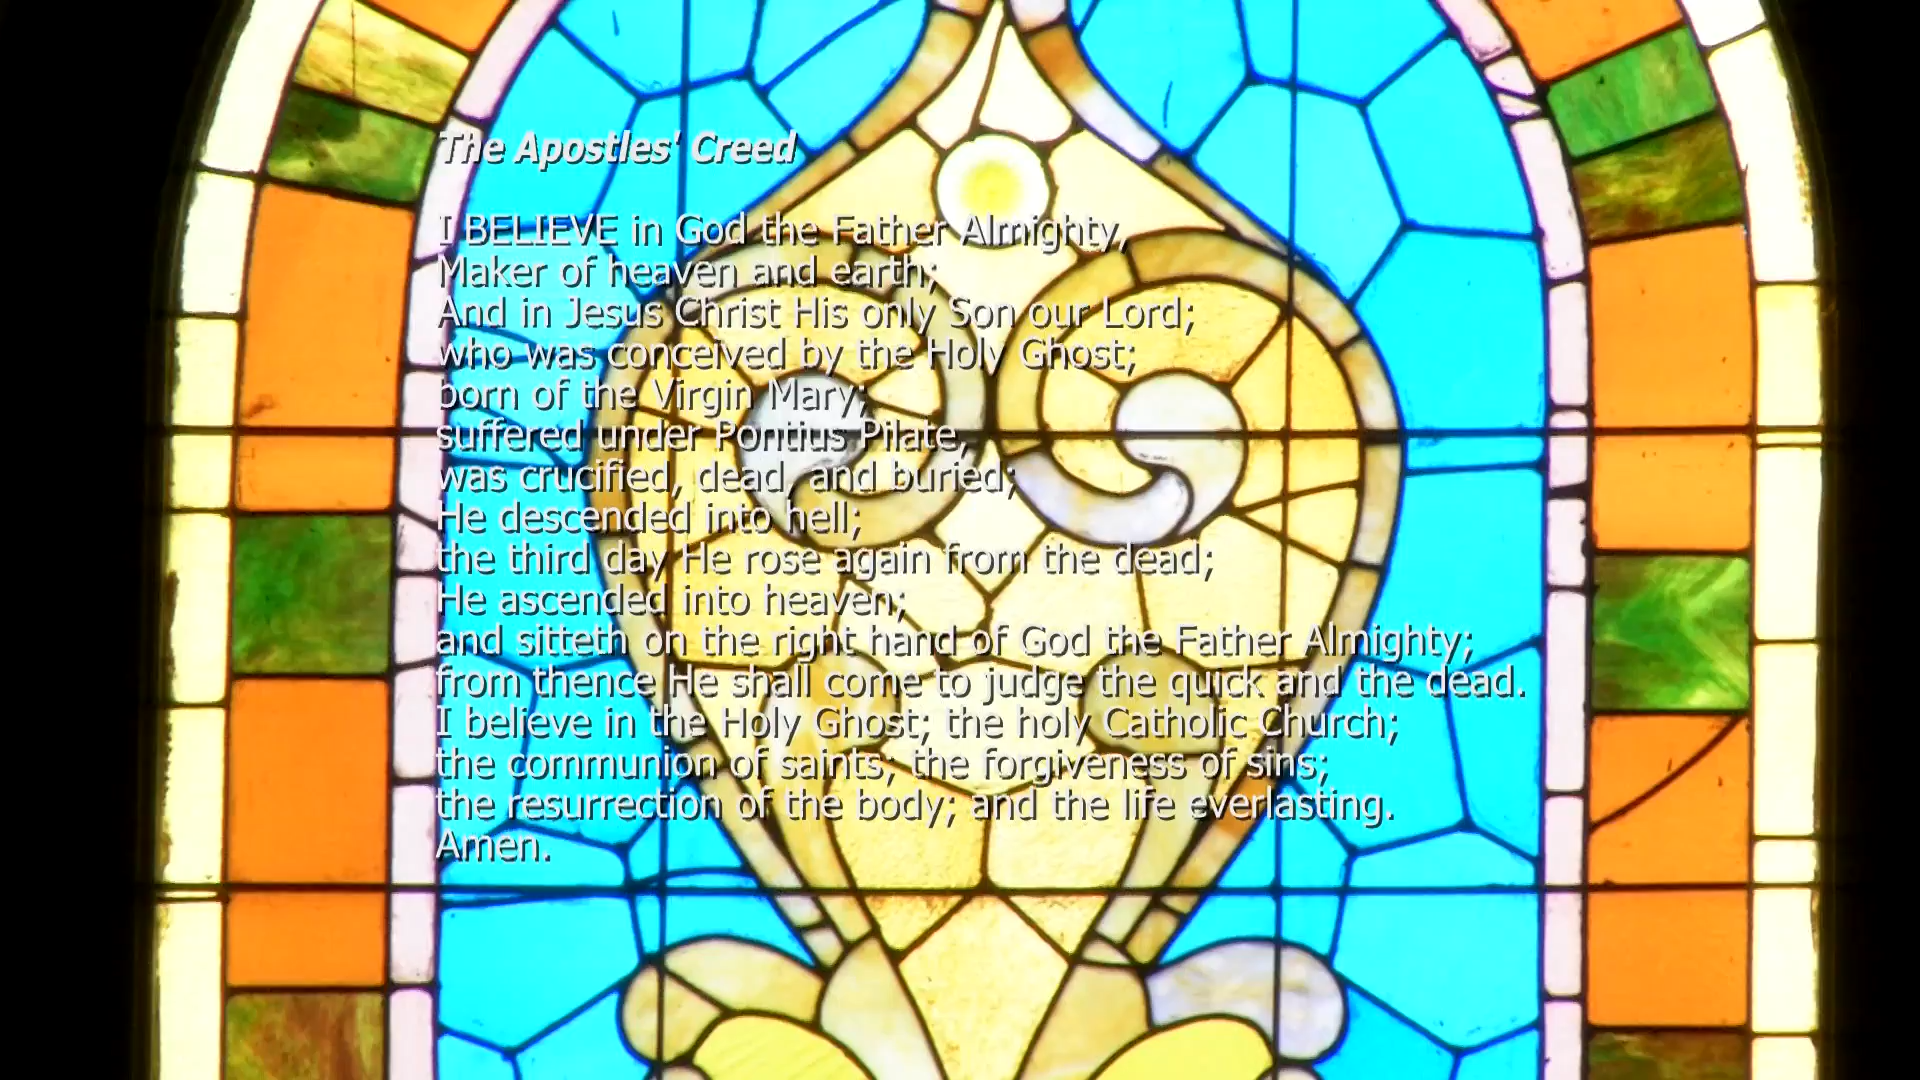 The Apostles' Creed
I BELIEVE in God the Father Almighty,
Maker of heaven and earth;
And in Jesus Christ His only Son our Lord;
who was conceived by the Holy Ghost;
born of the Virgin Mary;
suffered under Pontius Pilate,
was crucified, dead, and buried;
He descended into hell;
the third day He rose again from the dead;
He ascended into heaven;
and sitteth on the right hand of God the Father Almighty;
from thence He shall come to judge the quick and the dead.
I believe in the Holy Ghost; the holy Catholic Church;
the communion of saints; the forgiveness of sins;
the resurrection of the body; and the life everlasting.
Amen.